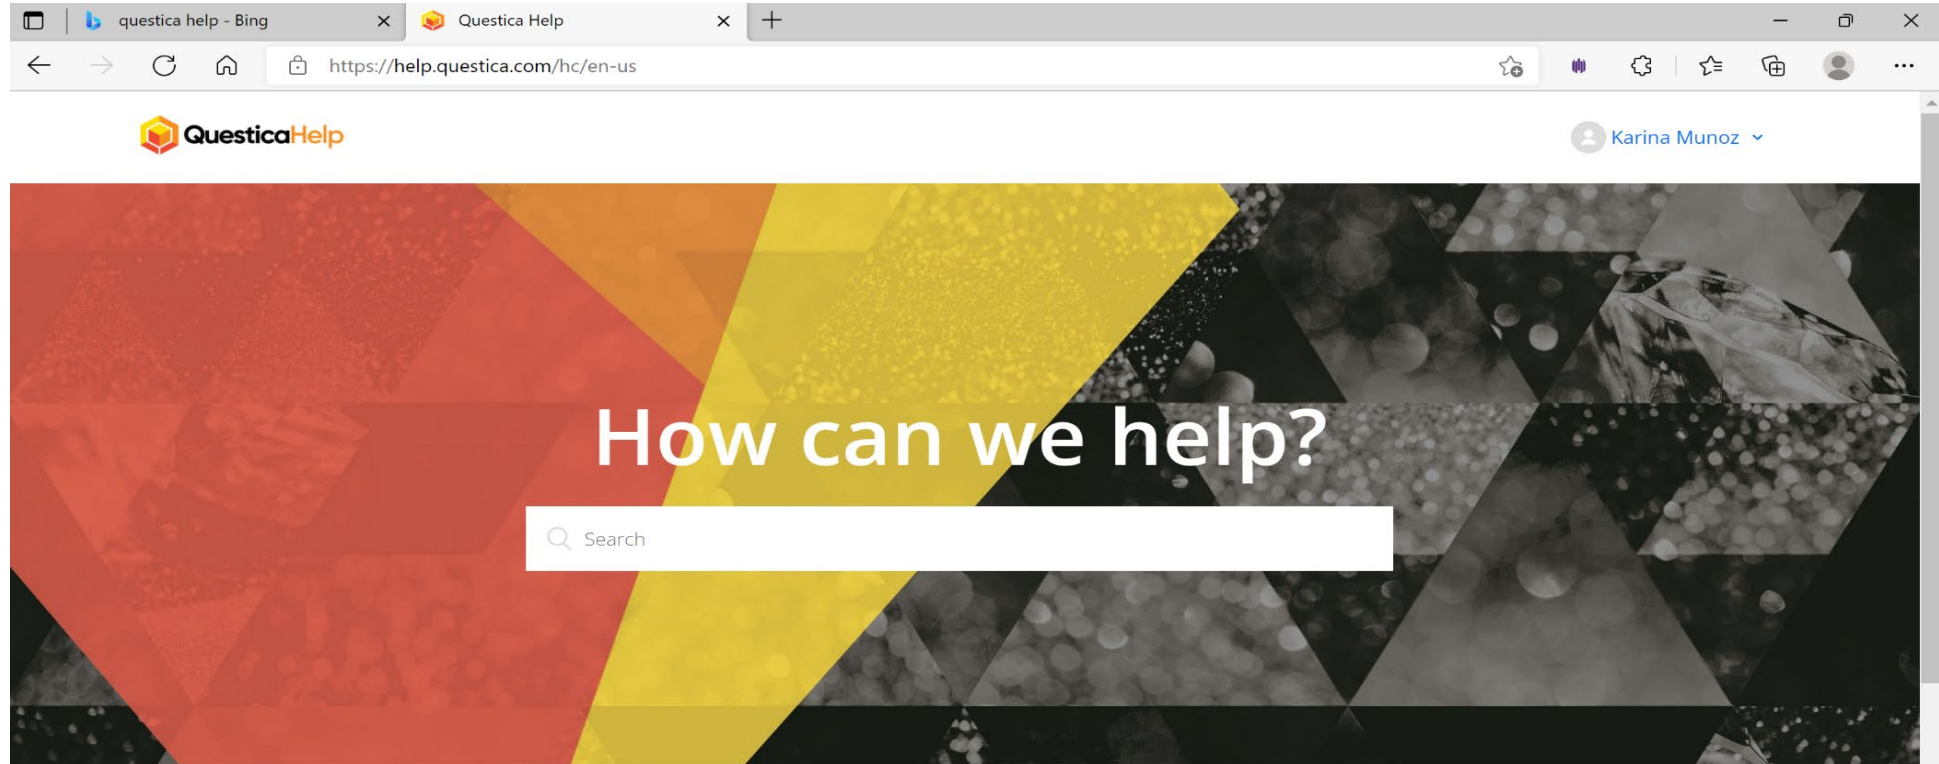 questica help - Bing
Questica Help
https://help.questica.com/hc/en-us
QuesticaHelp
Karina Munoz
How can we help?
Search